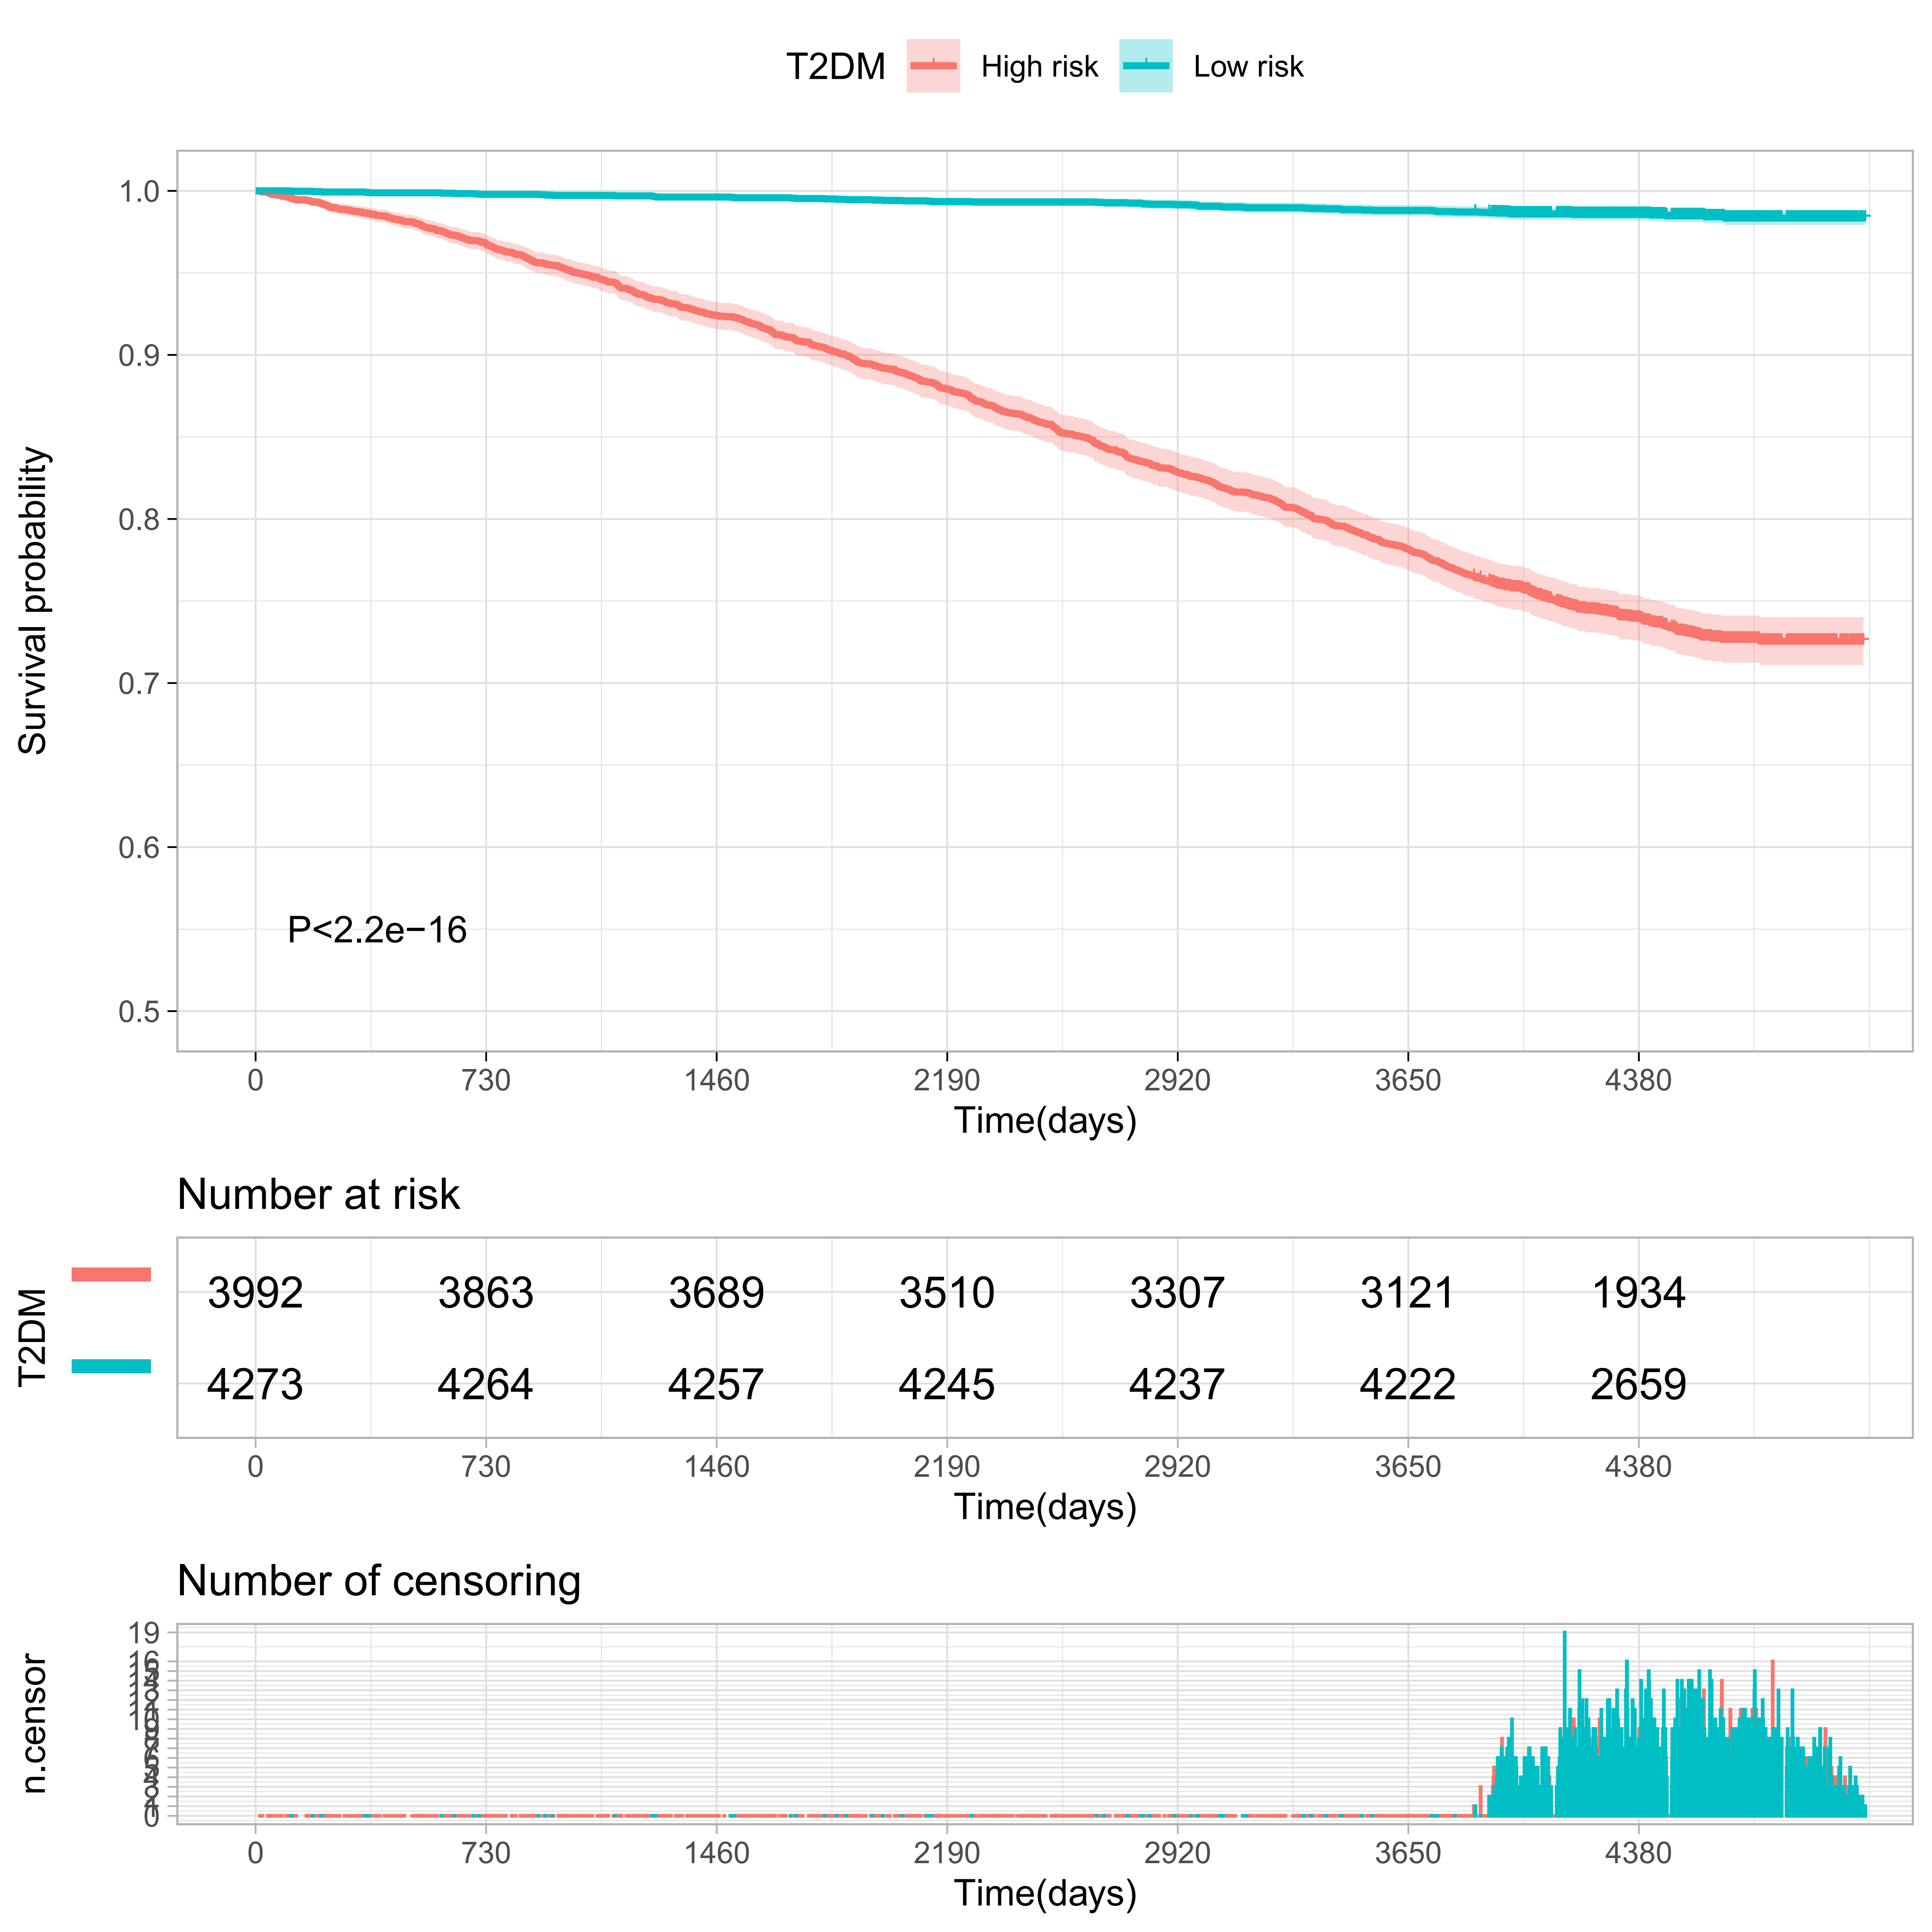 T2DM High risk Low risk
1.0
0.9
0.8
0.7
0.6
0.5
Survival probability
P<2.2e−16
0 730 1460 2190 2920 3650 4380
Time(days)
Number at risk
T2DM
3992 3863 3689 3510 3307 3121 1934
4273 4264 4257 4245 4237 4222 2659
0 730 1460 2190 2920 3650 4380
Time(days)
Number of censoring
n.censor
19
16
0
0 730 1460 2190 2920 3650 4380
Time(days)